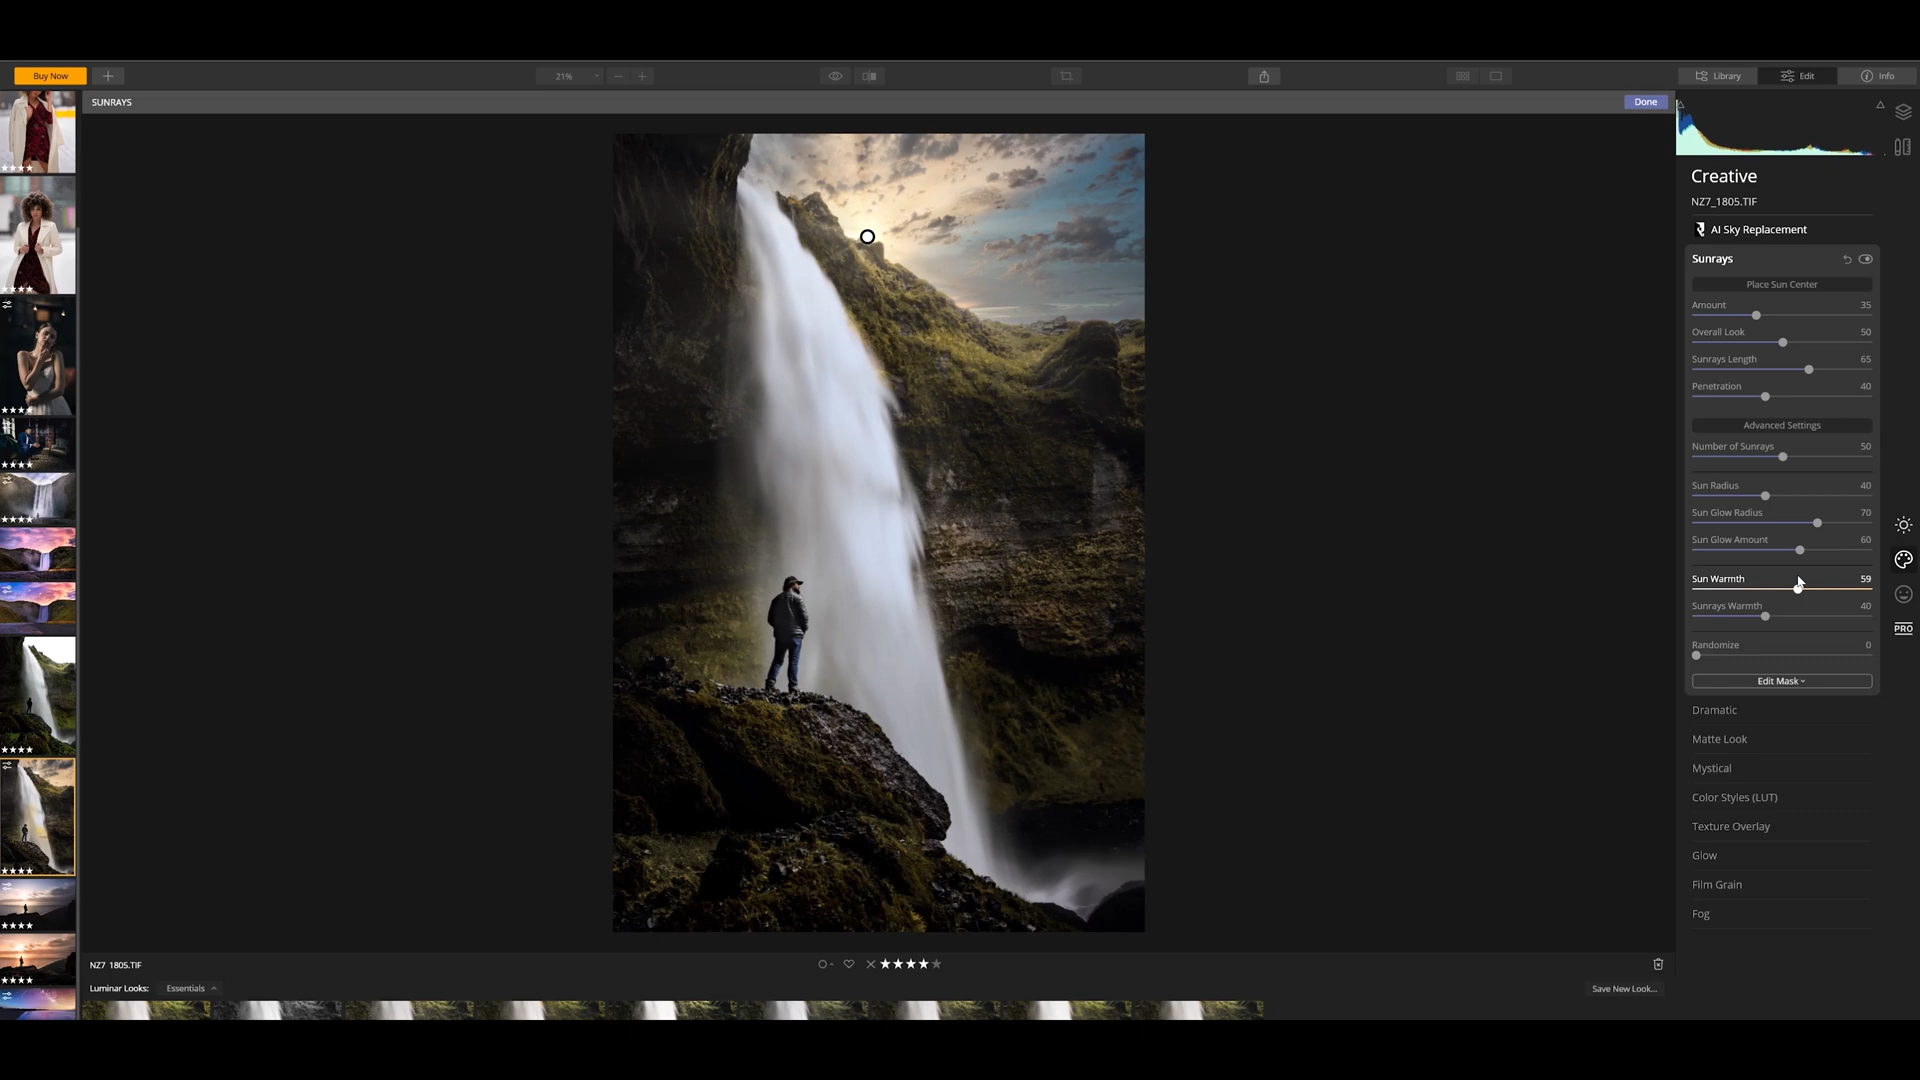 Buy Now
21%
Library
Edit
Info
SUNRAYS
Done
Creative
NZ7_1805.TIF
AI Sky Replacement
Sunrays
Place Sun Center
Amount 35
Overall Look 50
Sunrays Length 65
Penetration 40
Advanced Settings
Number of Sunrays 50
Sun Radius 40
Sun Glow Radius 70
Sun Glow Amount 60
Sun Warmth 59
Sunrays Warmth 40
PRO
Randomize 0
Edit Mask
Dramatic
Matte Look
Mystical
Color Styles (LUT)
Texture Overlay
Glow
Film Grain
Fog
NZ7_1805.TIF
Luminar Looks: Essentials
Save New Look...